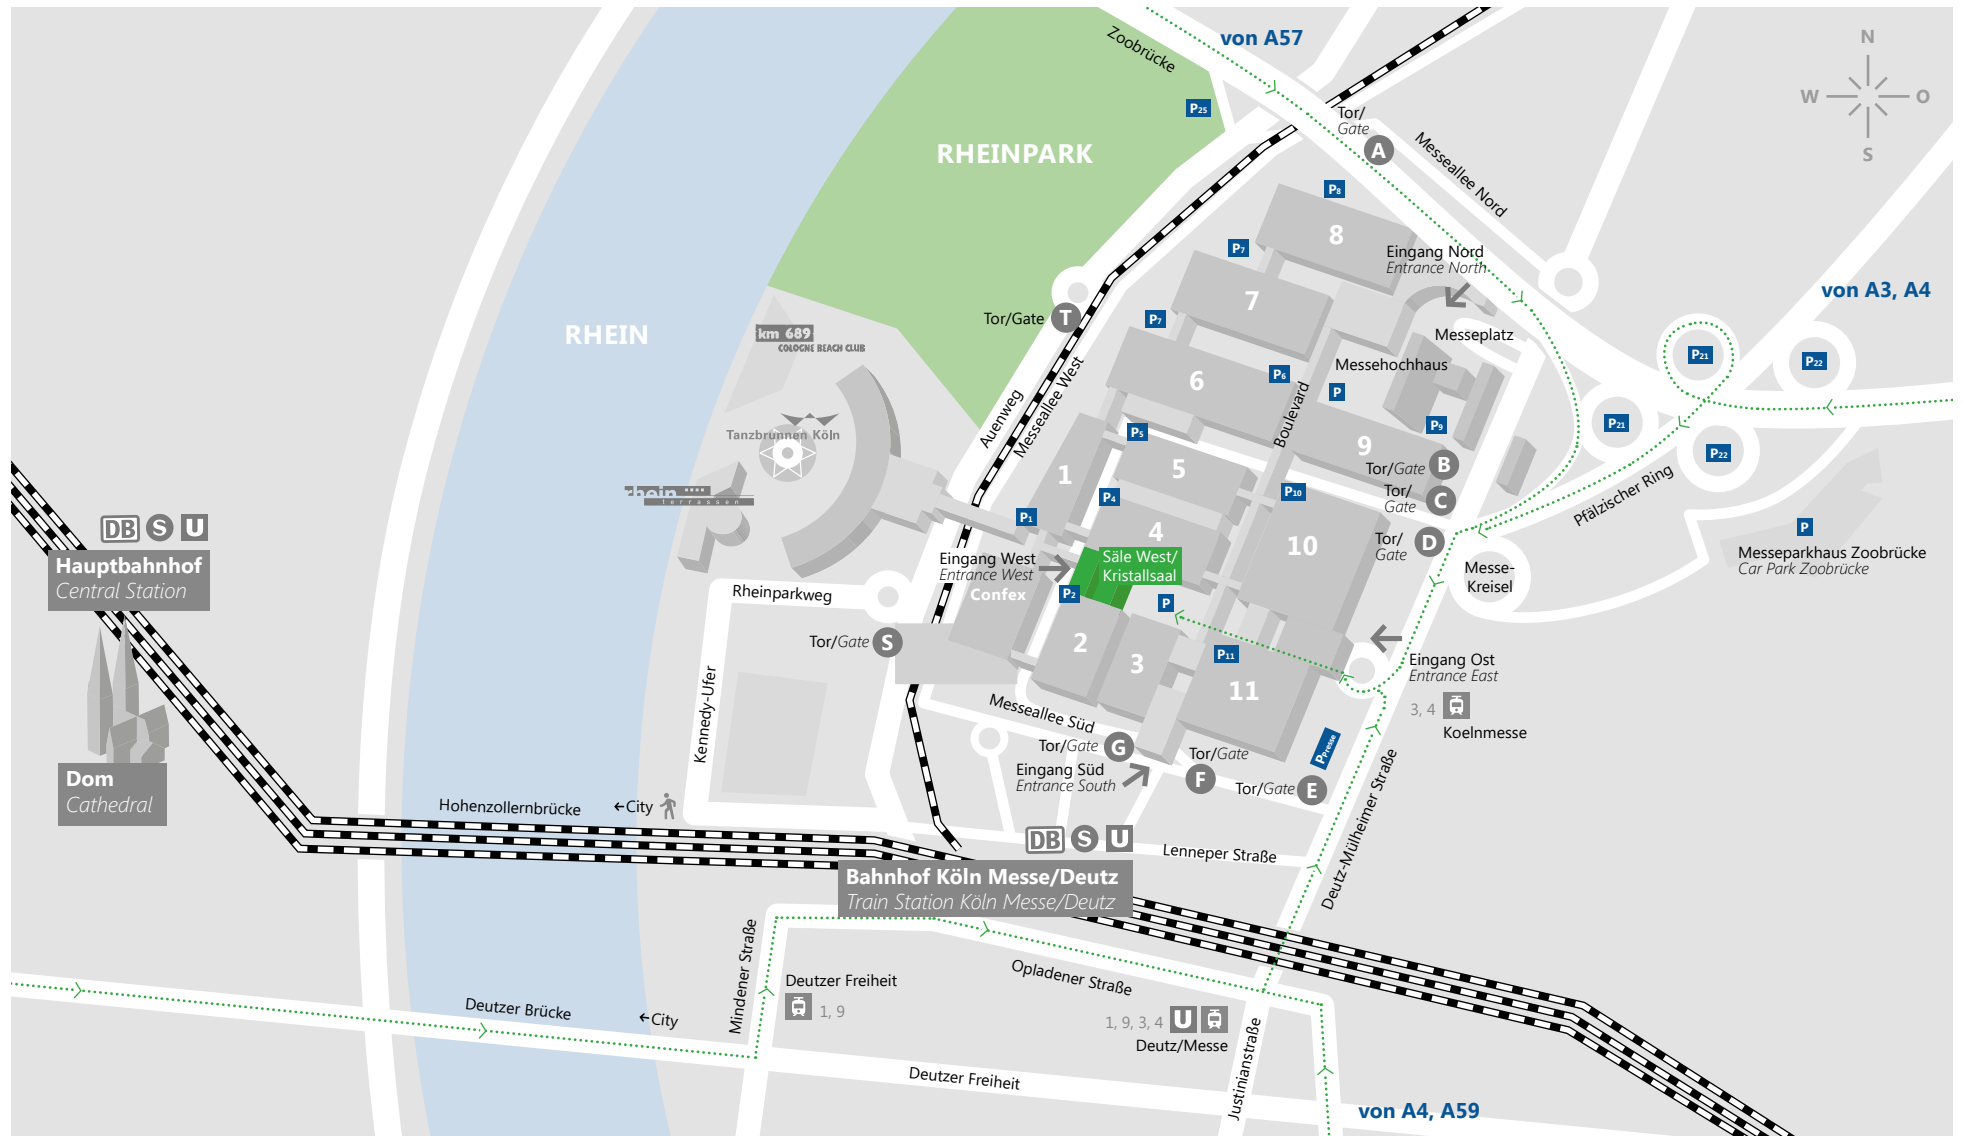 von A57
Zoobrücke
N
W
O
S
P25
RHEINPARK
Tor/
Gate
A
Messeallee Nord
P8
8
P7
Eingang Nord
Entrance North
7
von A3, A4
Tor/Gate
T
P7
RHEIN
km 689
COLOGNE BEACH CLUB
Messeplatz
P21
P22
Messehochhaus
6
P6
P
Auenweg
Messeallee West
Boulevard
P21
P9
P5
9
Tanzbrunnen Köln
P22
Tor/Gate
B
5
1
Tor/
Gate
C
P10
P4
rhein
terrassen
Pfälzischer Ring
P1
P
DB
S
U
4
10
Tor/
Gate
D
Messeparkhaus Zoobrücke
Car Park Zoobrücke
Hauptbahnhof
Central Station
Eingang West
Entrance West
Säle West/
Kristallsaal
Messe-
Kreisel
Confex
P2
P
Rheinparkweg
Tor/Gate
S
2
3
P11
11
Eingang Ost
Entrance East
3, 4
Koelnmesse
Kennedy-Ufer
Messeallee Süd
Tor/Gate
G
Tor/Gate
F
PPresse
Eingang Süd
Entrance South
Tor/Gate
E
Dom
Cathedral
Hohenzollernbrücke
←City
Deutz-Mülheimer Straße
DB
S
U
Lenneper Straße
Bahnhof Köln Messe/Deutz
Train Station Köln Messe/Deutz
Mindener Straße
Opladener Straße
Deutzer Freiheit
1, 9
Deutzer Brücke
←City
1, 9, 3, 4
U
Deutz/Messe
Justinianstraße
Deutzer Freiheit
von A4, A59